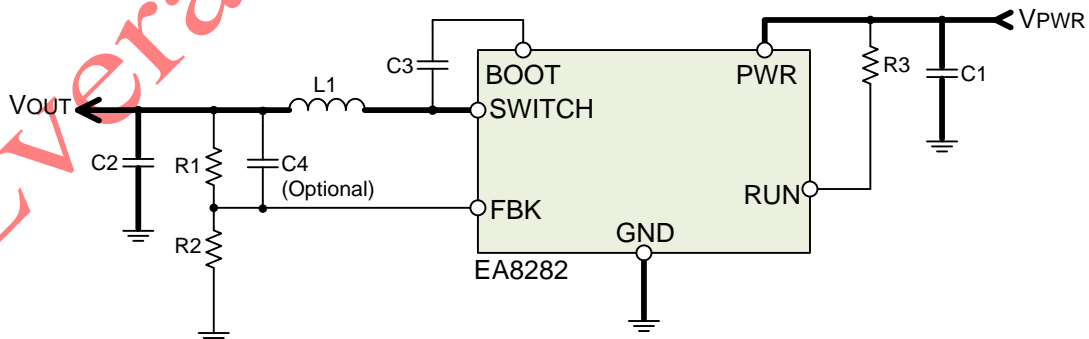 VPWR
C3
BOOT
PWR
R3
C1
L1
VOUT
SWITCH
C2
R1
C4
(Optional)
RUN
FBK
GND
R2
EA8282